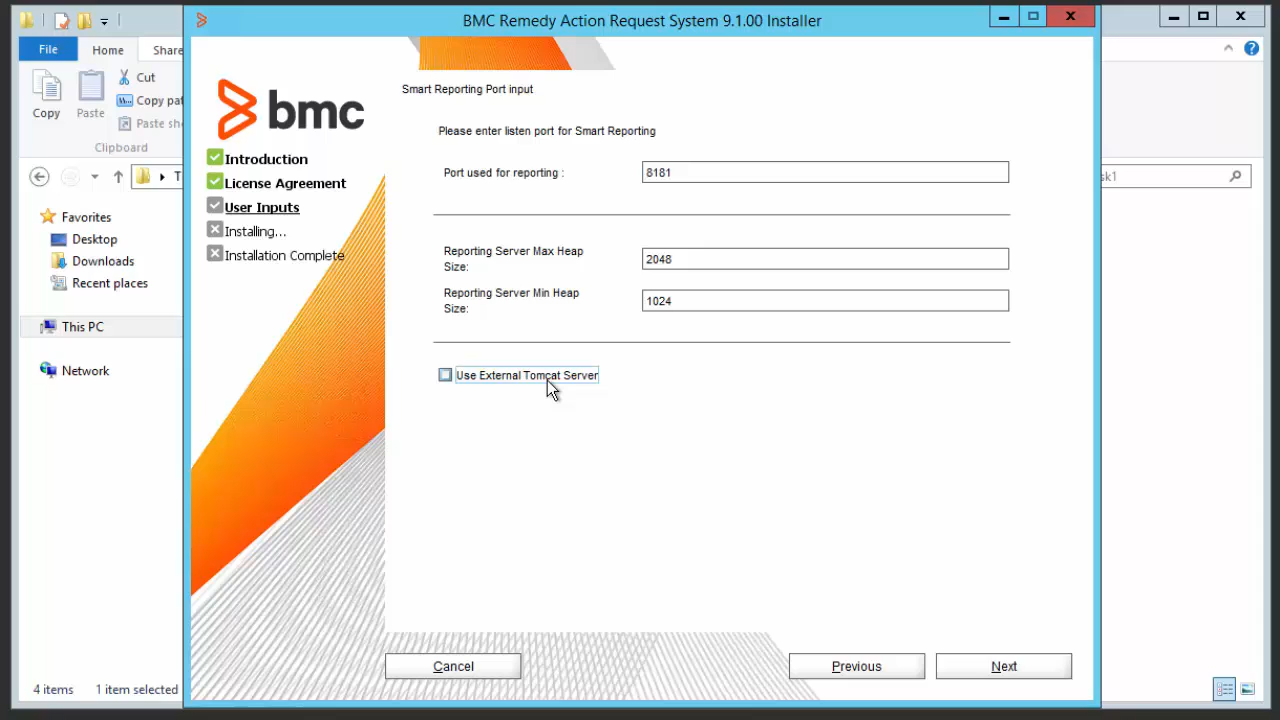 BMC Remedy Action Request System 9.1.00 Installer
File
Home
Share
Copy
Paste
Cut
Copy pat
Paste sho
Clipboard
T
sk1
Favorites
Desktop
Downloads
Recent places
This PC
Network
4 items
1 item selected
bmc
Introduction
License Agreement
User Inputs
Installing...
Installation Complete
Smart Reporting Port input
Please enter listen port for Smart Reporting
Port used for reporting :
8181
Reporting Server Max Heap
Size:
2048
Reporting Server Min Heap
Size:
1024
Use External Tomcat Server
Cancel
Previous
Next